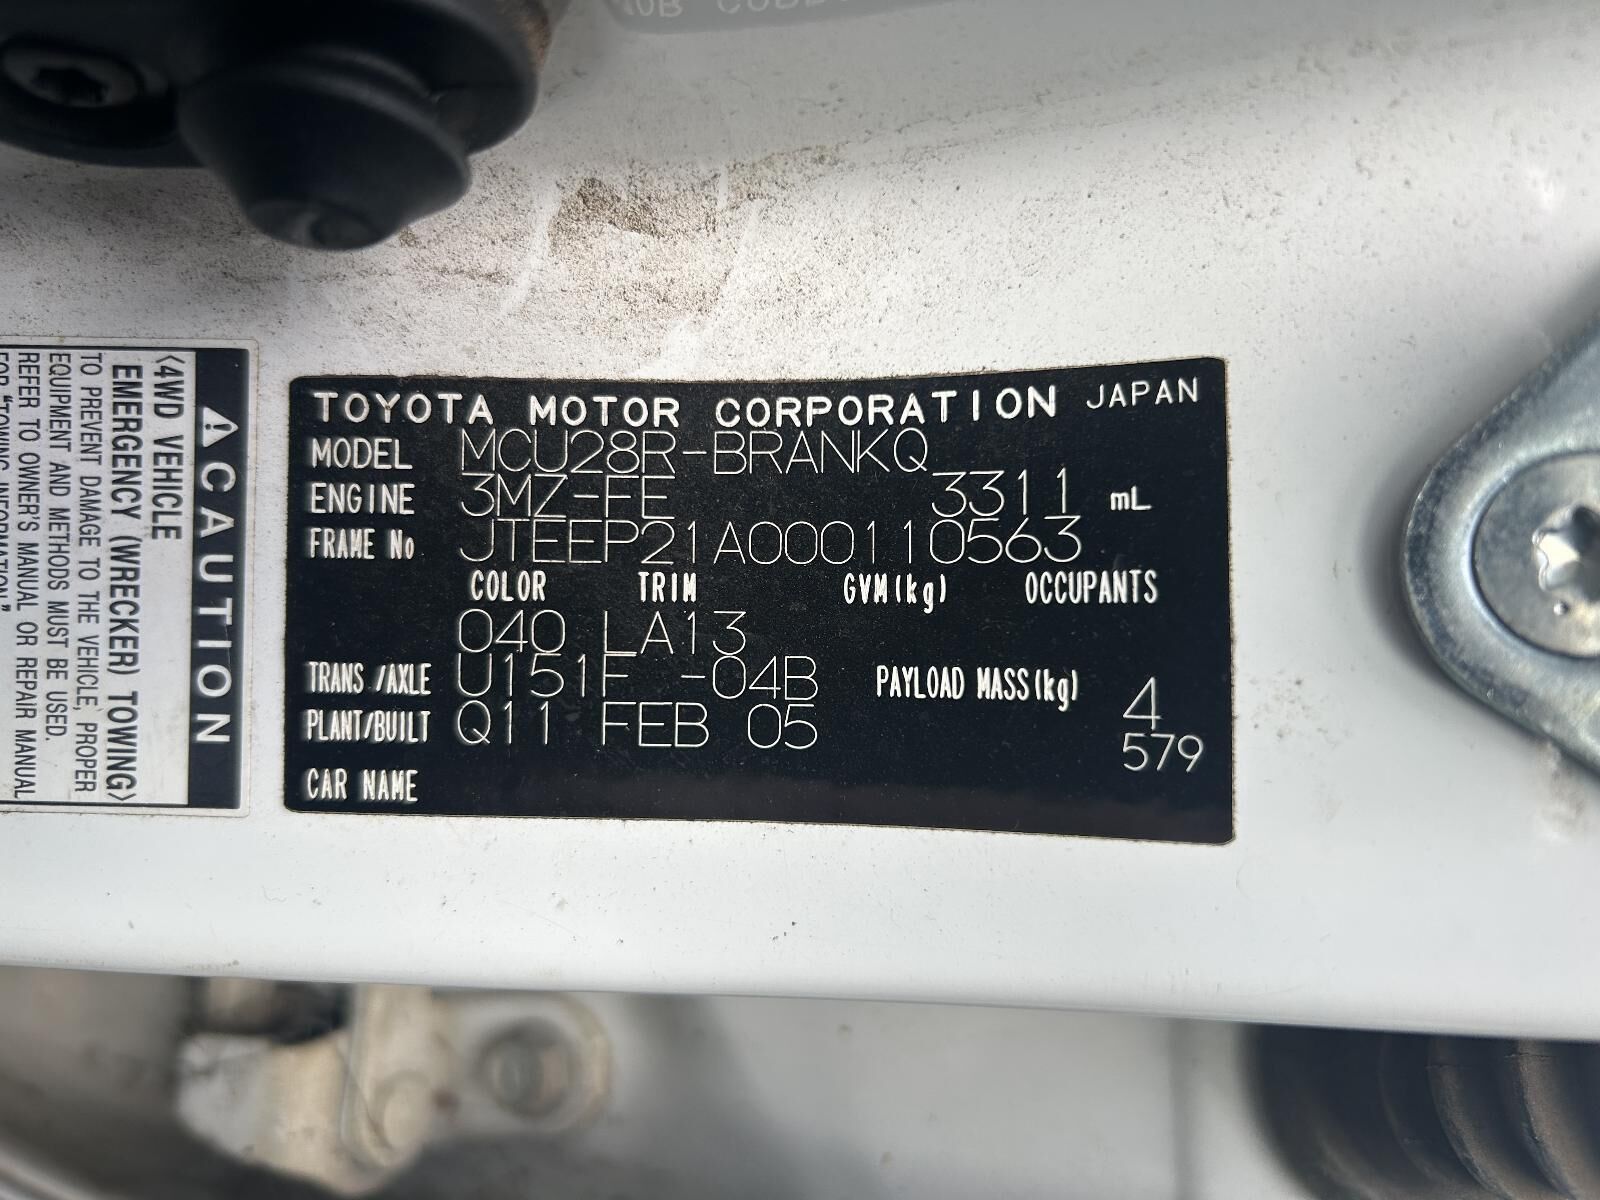 TOYOTA MOTOR CORPORATION JAPAN
MODEL MCU28R-BRANKQ
ENGINE 3MZ-FE 3311 mL
FRAME No JTEEP21A000110563
COLOR TRIM GVM(kg) OCCUPANTS
040 LA13
TRANS./AXLE U151F -04B PAYLOAD MASS(kg) 4
PLANT/BUILT Q11 FEB 05 579
CAR NAME
CAUTION
<4WD VEHICLE
EMERGENCY (WRECKER) TOWING>
TO PREVENT DAMAGE TO THE VEHICLE, PROPER
EQUIPMENT AND METHODS MUST BE USED.
REFER TO OWNER'S MANUAL OR REPAIR MANUAL
FOR "TOWING INFORMATION."